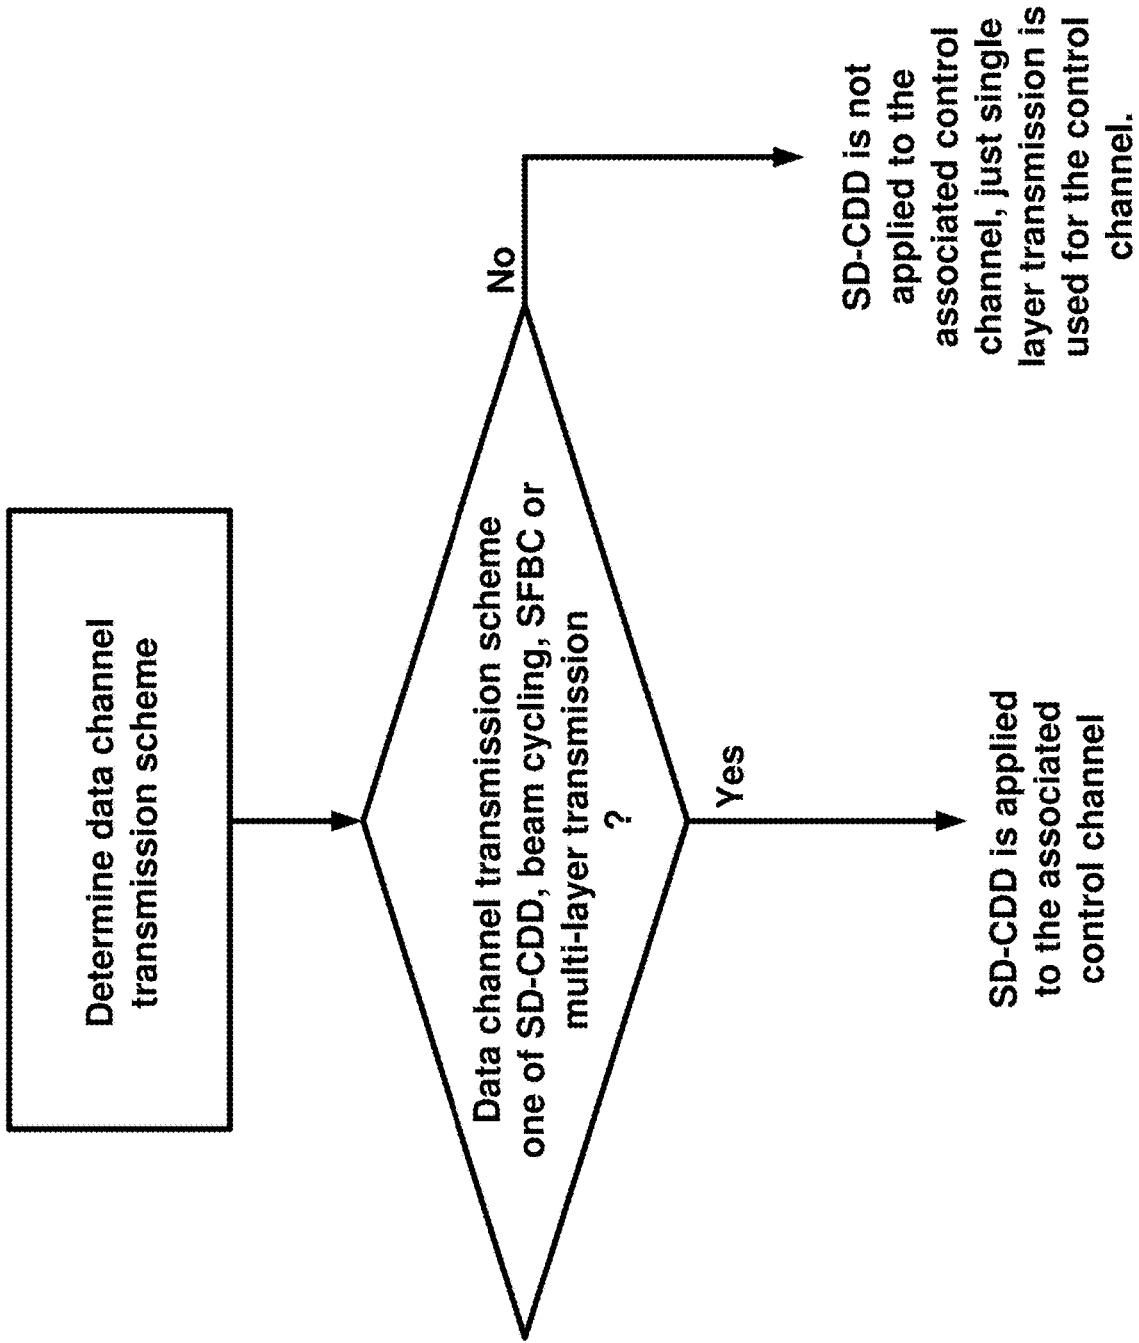 Determine data channel
transmission scheme
Data channel transmission scheme
one of SD-CDD, beam cycling, SFBC or
multi-layer transmission
?
No
Yes
SD-CDD is not
applied to the
associated control
channel, just single
layer transmission is
used for the control
channel.
SD-CDD is applied
to the associated
control channel